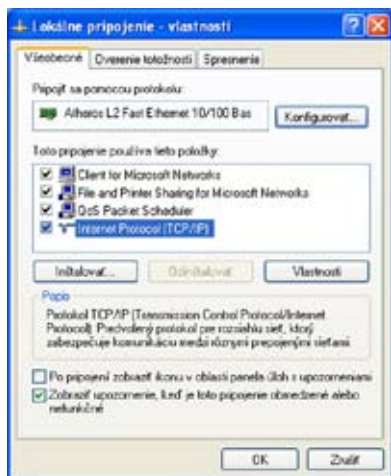 Lokálne pripojenie - vlastnosti
Všeobecné Overenie totožnosti Spresnenie
Pripojiť sa pomocou protokolu:
Atheros L2 Fast Ethernet 10/100 Bas
Konfigurovať...
Toto pripojenie používa tieto položky:
Client for Microsoft Networks
File and Printer Sharing for Microsoft Networks
QoS Packet Scheduler
Internet Protocol (TCP/IP)
Inštalovať... Odinštalovať Vlastnosti
Popis
Protokol TCP/IP (Transmission Control Protocol/Internet
Protocol). Predvolený protokol pre rozsiahlu sieť, ktorý
zabezpečuje komunikáciu medzi rôznymi prepojenými sieťami
Po pripojení zobraziť ikonu v oblasti panela úloh s upozorneniami
Zobraziť upozornenie, keď je toto pripojenie obmedzené alebo
nefunkčné
OK Zrušiť